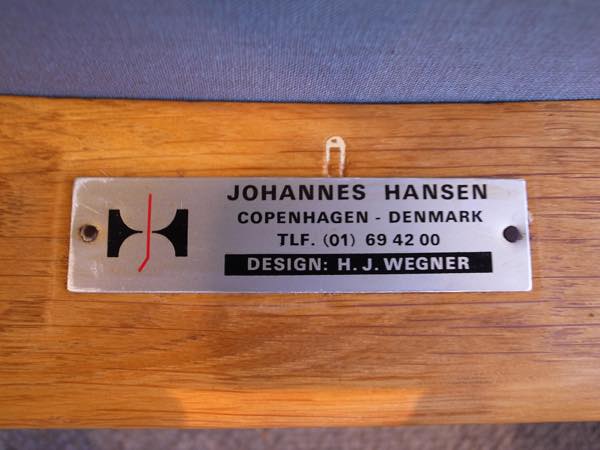 JOHANNES HANSEN
COPENHAGEN - DENMARK
TLF. (01) 69 42 00
DESIGN: H. J. WEGNER